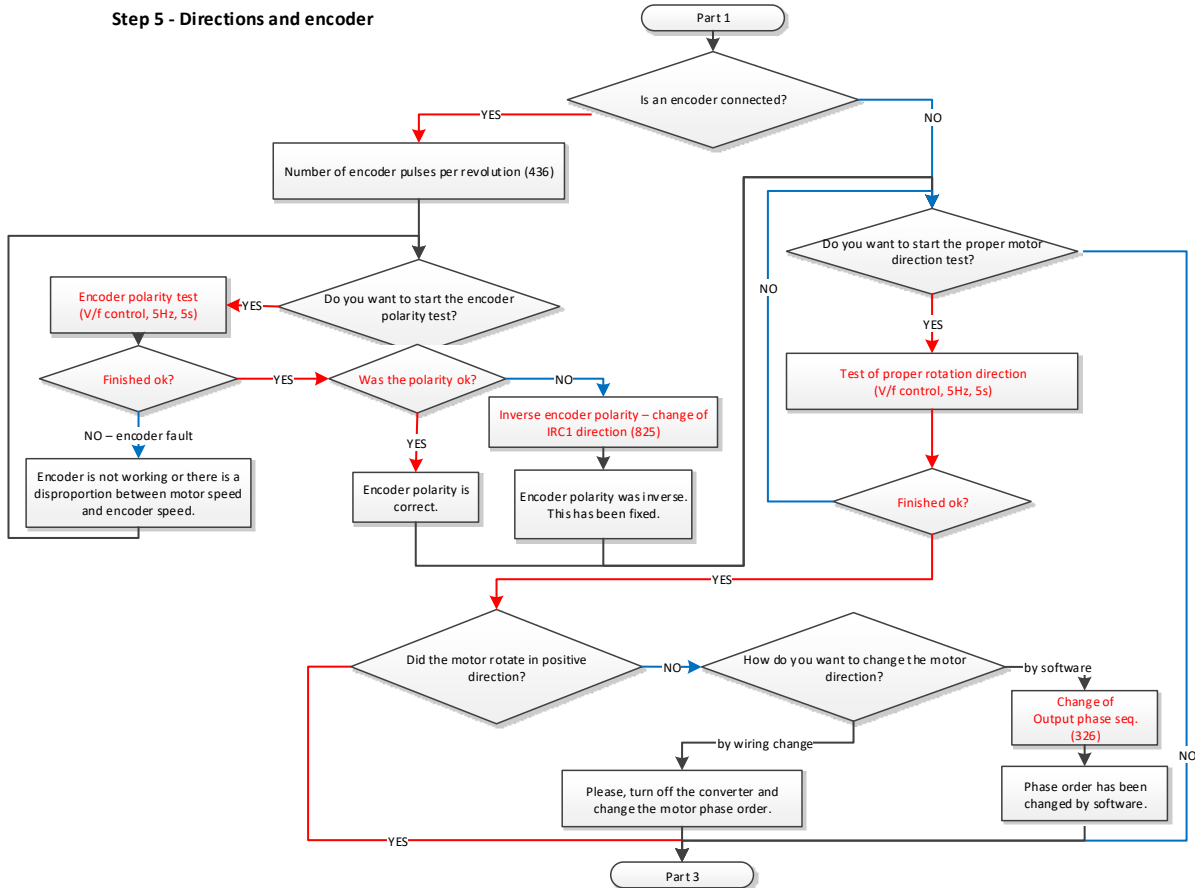 Step 5 - Directions and encoder
Part 1
Is an encoder connected?
YES
NO
Number of encoder pulses per revolution (436)
Do you want to start the proper motor
direction test?
NO
Encoder polarity test
(V/f control, 5Hz, 5s)
YES
Do you want to start the encoder
polarity test?
YES
Finished ok?
YES
Was the polarity ok?
NO
Test of proper rotation direction
(V/f control, 5Hz, 5s)
Inverse encoder polarity – change of
IRC1 direction (825)
NO – encoder fault
YES
Encoder is not working or there is a
disproportion between motor speed
and encoder speed.
Encoder polarity is
correct.
Encoder polarity was inverse.
This has been fixed.
Finished ok?
YES
Did the motor rotate in positive
direction?
NO
How do you want to change the motor
direction?
by software
Change of
Output phase seq.
(326)
by wiring change
NO
Please, turn off the converter and
change the motor phase order.
Phase order has been
changed by software.
YES
Part 3